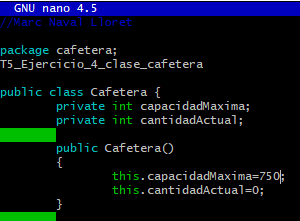 GNU nano 4.5
//Marc Naval Lloret
package cafetera;
T5_Ejercicio_4_clase_cafetera
public class Cafetera {
private int capacidadMaxima;
private int cantidadActual;
public Cafetera()
{
this.capacidadMaxima=750;
this.cantidadActual=0;
}